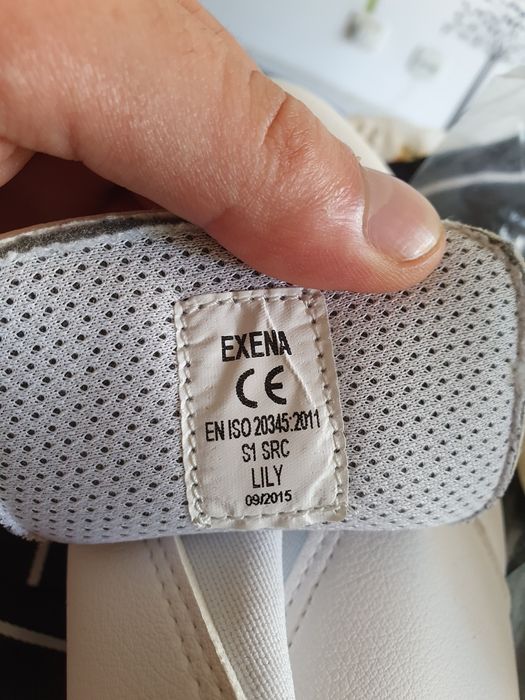 EXENA
CE
EN ISO 20345:2011
S1 SRC
LILY
09/2015